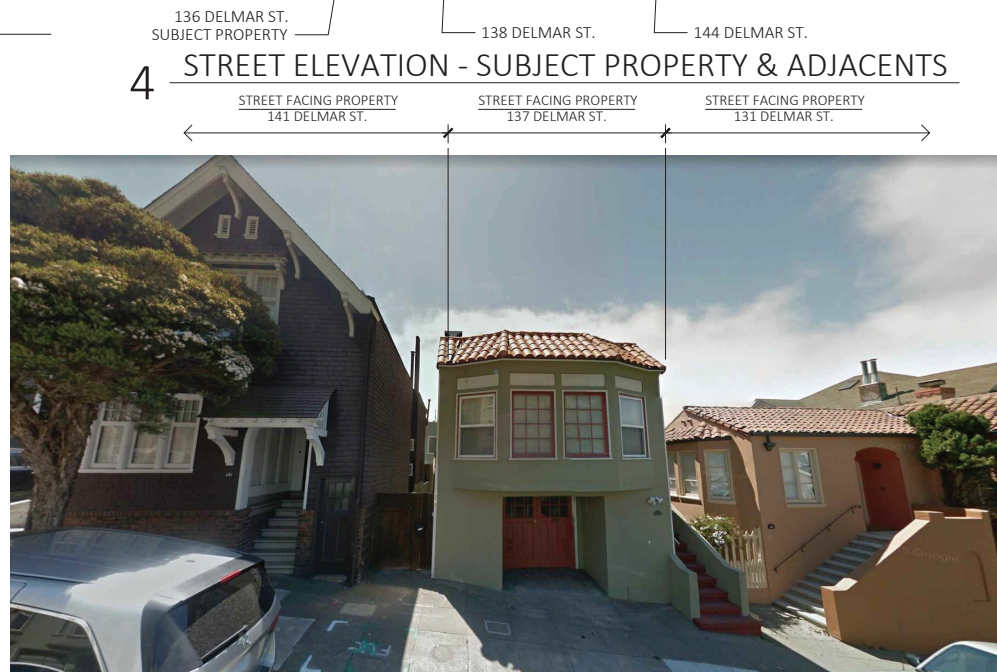 136 DELMAR ST.
SUBJECT PROPERTY
138 DELMAR ST.
144 DELMAR ST.
4 STREET ELEVATION - SUBJECT PROPERTY & ADJACENTS
STREET FACING PROPERTY
141 DELMAR ST.
STREET FACING PROPERTY
137 DELMAR ST.
STREET FACING PROPERTY
131 DELMAR ST.
Google